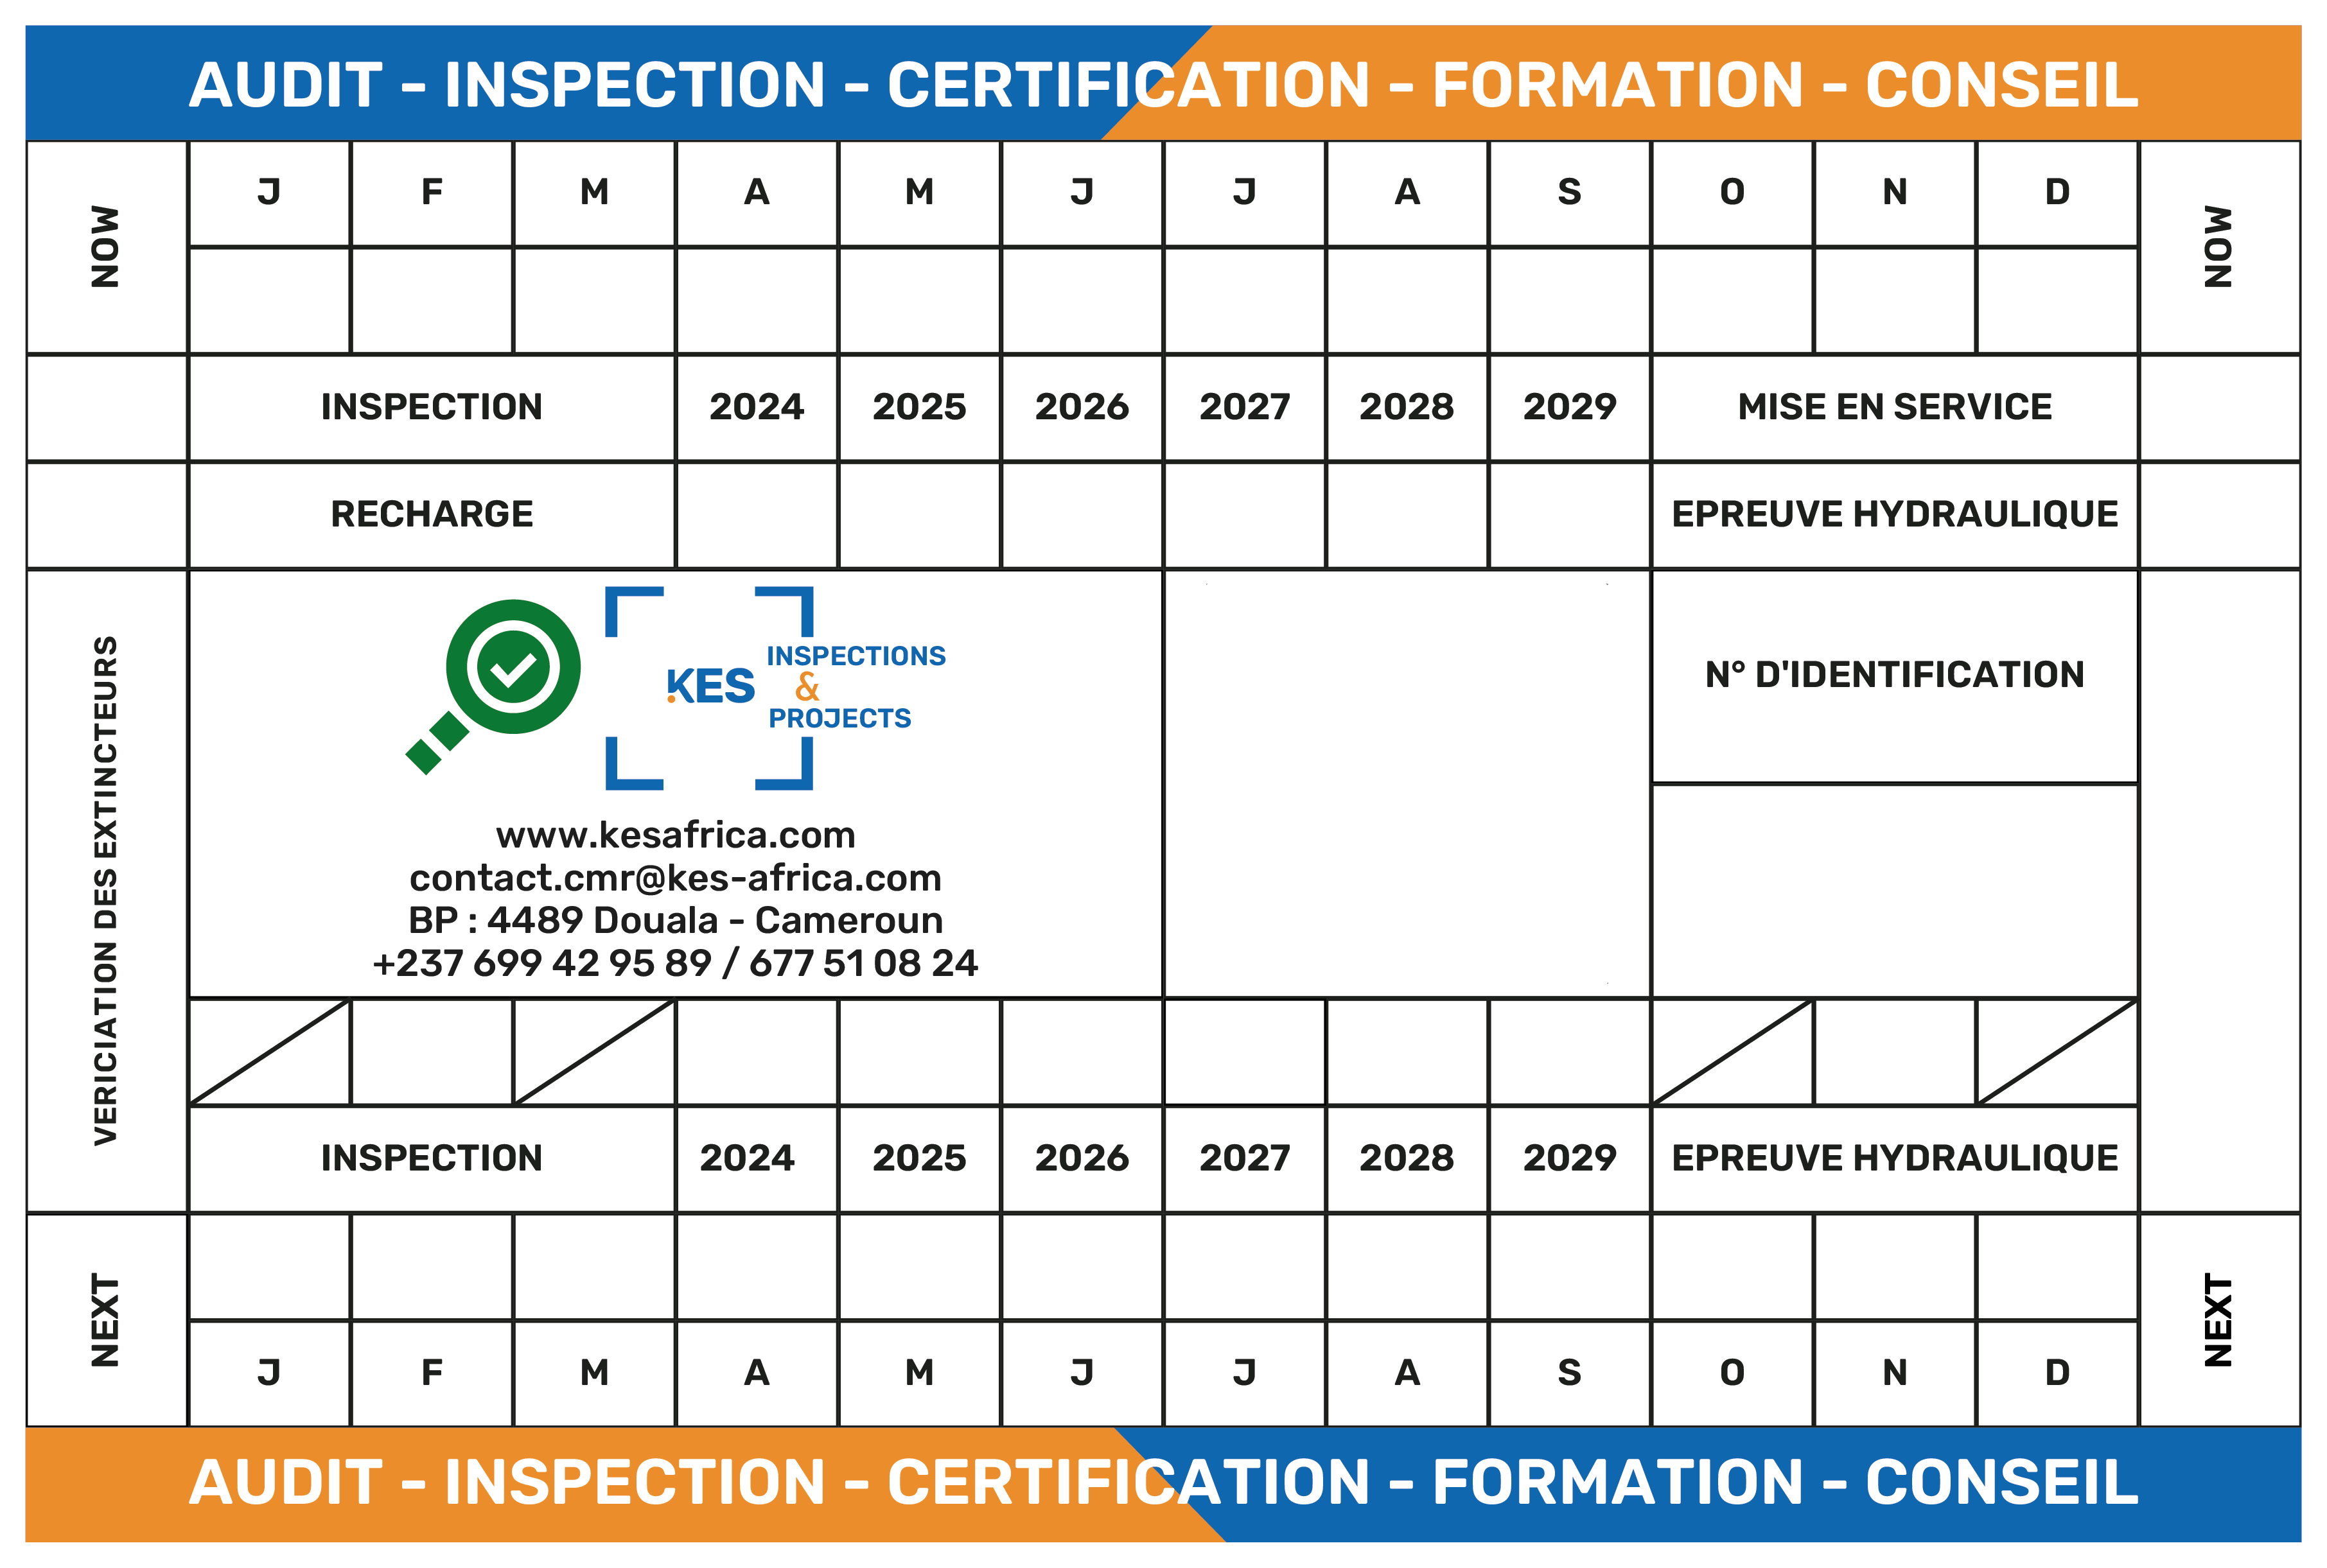 AUDIT - INSPECTION - CERTIFICATION - FORMATION - CONSEIL
NOW J F M A M J J A S O N D NOW
INSPECTION 2024 2025 2026 2027 2028 2029 MISE EN SERVICE
RECHARGE EPREUVE HYDRAULIQUE
VERICIATION DES EXTINCTEURS
KES INSPECTIONS
&
PROJECTS
www.kesafrica.com
contact.cmr@kes-africa.com
BP : 4489 Douala - Cameroun
+237 699 42 95 89 / 677 51 08 24
N° D'IDENTIFICATION
INSPECTION 2024 2025 2026 2027 2028 2029 EPREUVE HYDRAULIQUE
NEXT J F M A M J J A S O N D NEXT
AUDIT - INSPECTION - CERTIFICATION - FORMATION - CONSEIL